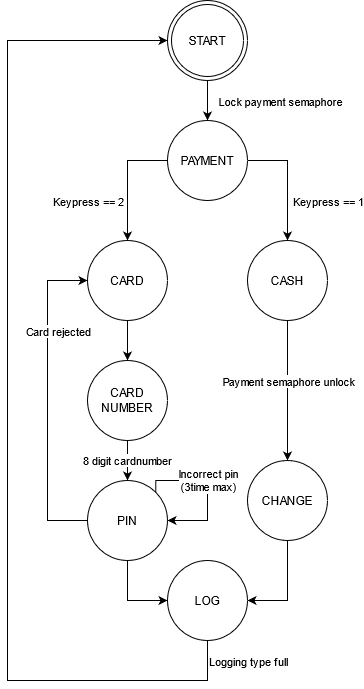 START
Lock payment semaphore
PAYMENT
Keypress == 2
Keypress == 1
CARD
CASH
Card rejected
CARD
NUMBER
Payment semaphore unlock
8 digit cardnumber
Incorrect pin
(3time max)
PIN
CHANGE
LOG
Logging type full